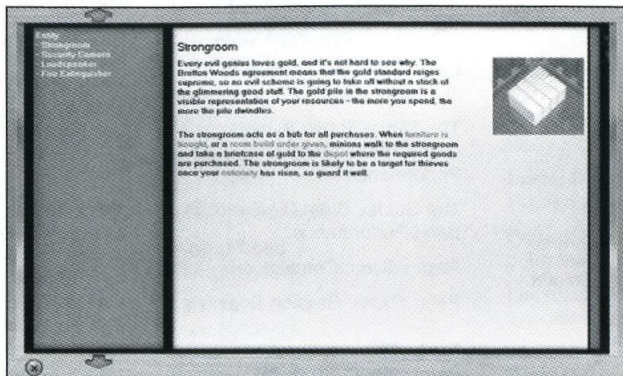 Entity
Strongroom
Security Camera
Loudspeaker
Fire Extinguisher
Strongroom
Every evil genius loves gold, and it's not hard to see why. The
Bretton Woods agreement means that the gold standard reigns
supreme, so no evil scheme is going to take off without a stack of
the glimmering good stuff. The gold pile in the strongroom is a
visible representation of your resources - the more you spend, the
more the pile dwindles.
The strongroom acts as a hub for all purchases. When furniture is
bought, or a room build order given, minions walk to the strongroom
and take a briefcase of gold to the depot where the required goods
are purchased. The strongroom is likely to be a target for thieves
once your notoriety has risen, so guard it well.